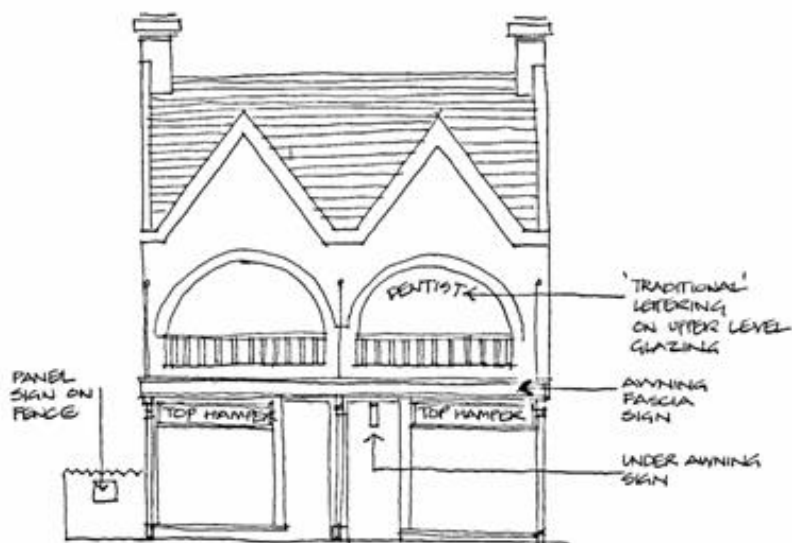 DENTIST
'TRADITIONAL'
LETTERING
ON UPPER LEVEL
GLAZING
PANEL
SIGN ON
FENCE
AWNING
FASCIA
SIGN
TOP HAMPER
TOP HAMPER
UNDER AWNING
SIGN